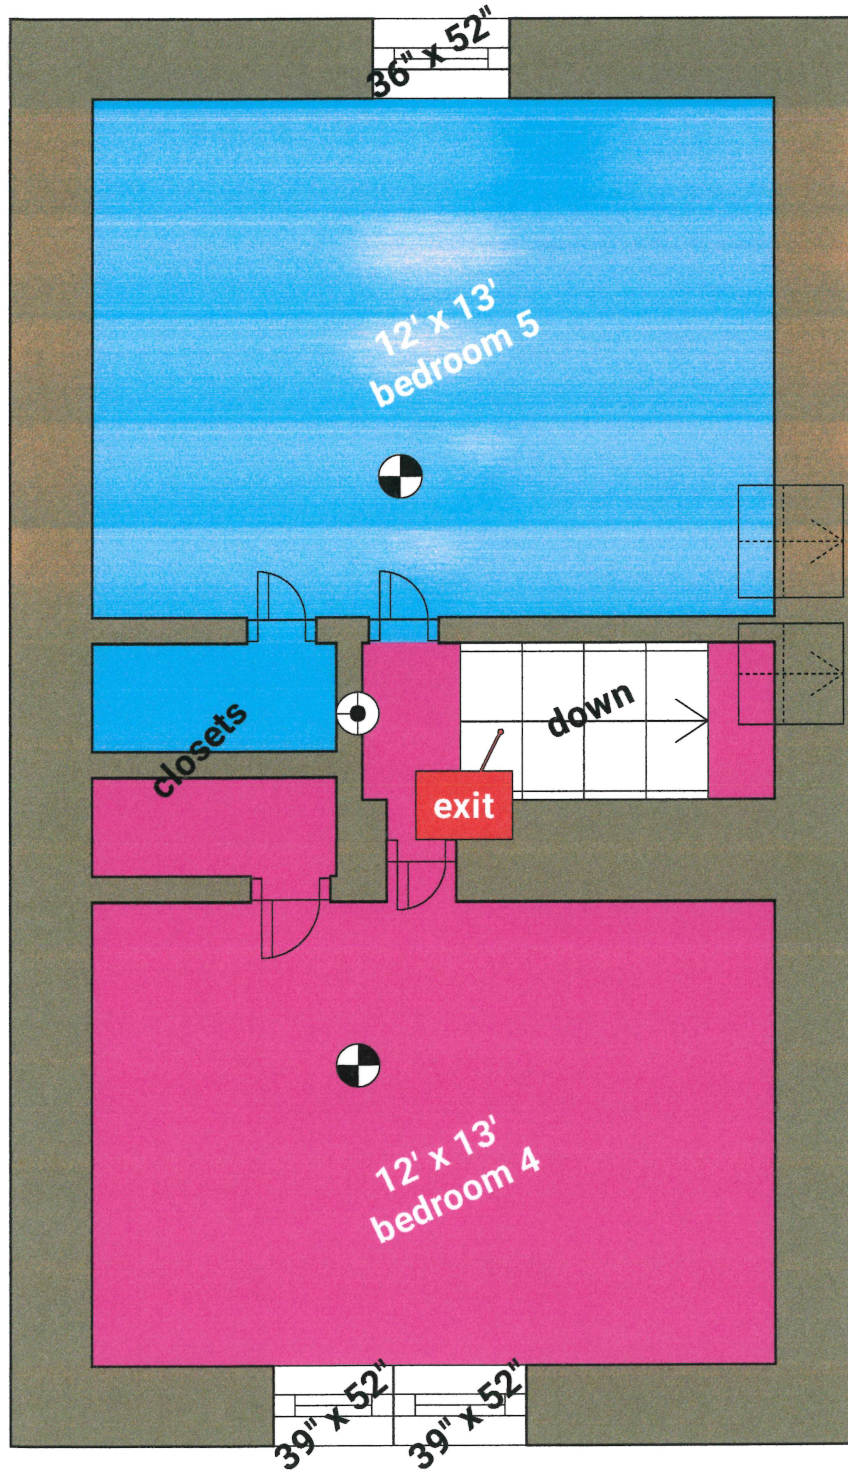 36" x 52"
12' x 13'
bedroom 5
closets
down
exit
12' x 13'
bedroom 4
39" x 52"
39" x 52"